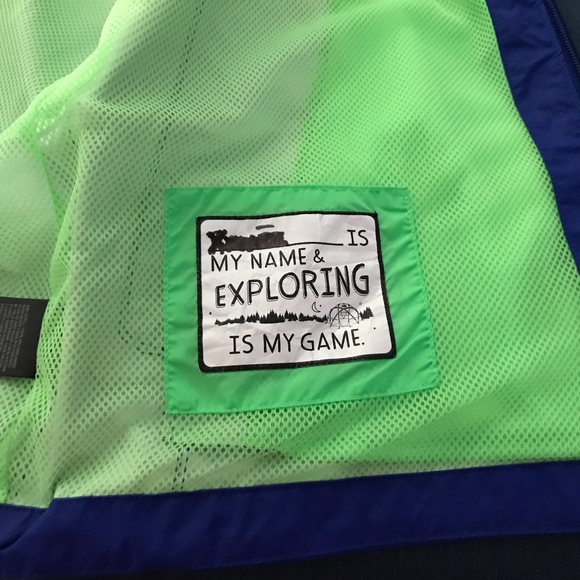 IS
MY NAME &
EXPLORING
IS MY GAME.